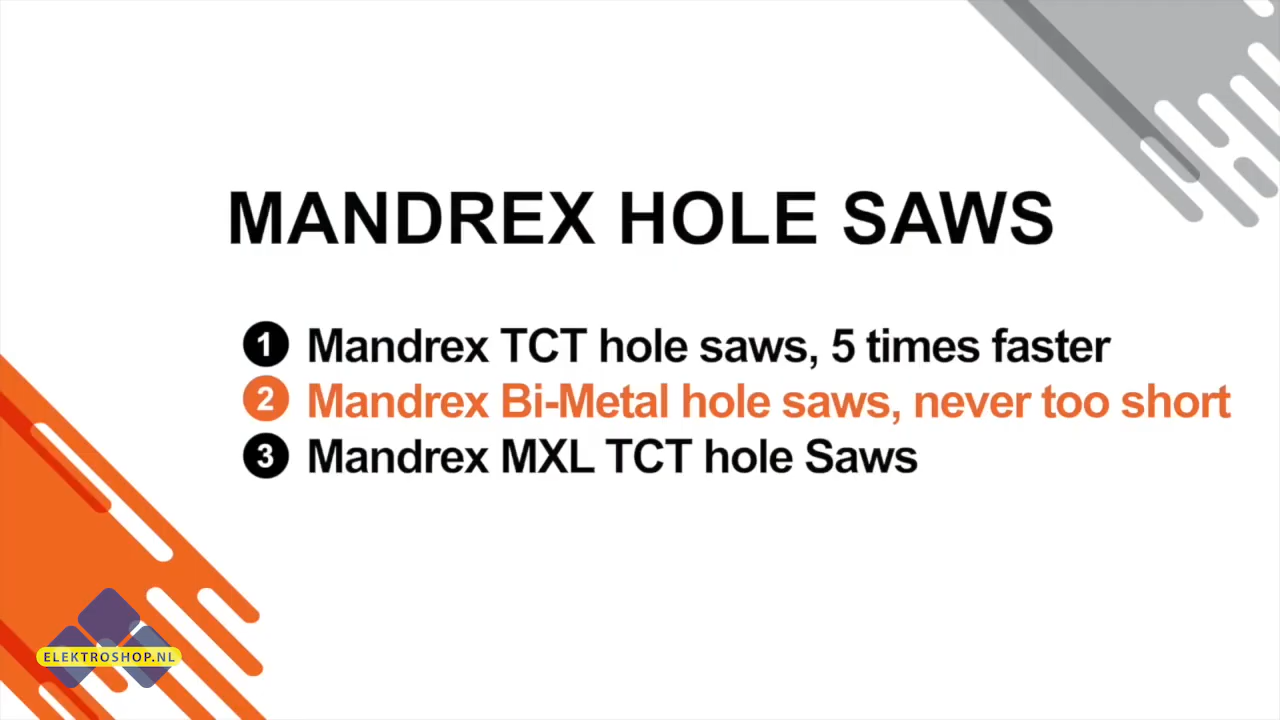 MANDREX HOLE SAWS
1 Mandrex TCT hole saws, 5 times faster
2 Mandrex Bi-Metal hole saws, never too short
3 Mandrex MXL TCT hole Saws
ELEKTROSHOP.NL